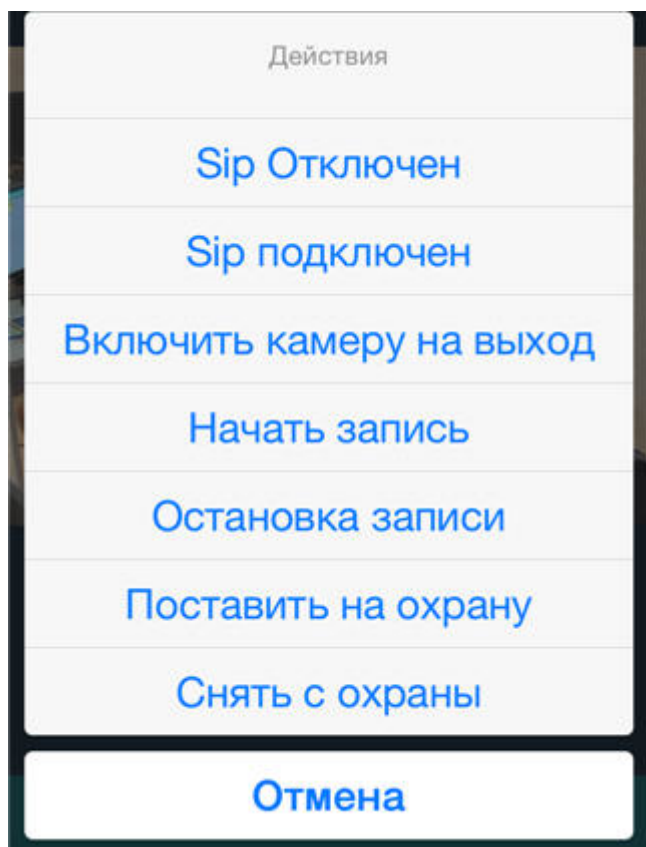 Действия
Sip Отключен
Sip подключен
Включить камеру на выход
Начать запись
Остановка записи
Поставить на охрану
Снять с охраны
Отмена